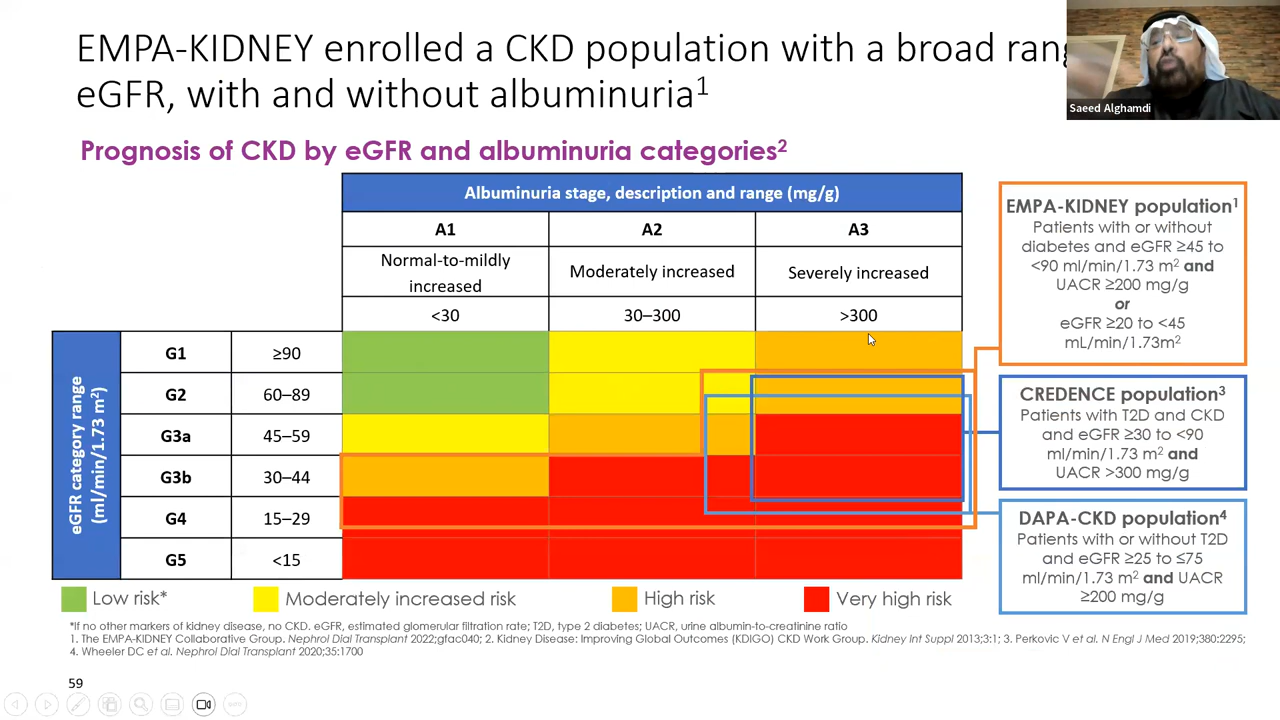 EMPA-KIDNEY enrolled a CKD population with a broad rang
eGFR, with and without albuminuria1
Saeed Alghamdi
Prognosis of CKD by eGFR and albuminuria categories2
Albuminuria stage, description and range (mg/g)
A1
A2
A3
Normal-to-mildly
increased
Moderately increased
Severely increased
<30
30–300
>300
eGFR category range
(ml/min/1.73 m2)
G1
≥90
G2
60–89
G3a
45–59
G3b
30–44
G4
15–29
G5
<15
EMPA-KIDNEY population1
Patients with or without
diabetes and eGFR ≥45 to
<90 ml/min/1.73 m2 and
UACR ≥200 mg/g
or
eGFR ≥20 to <45
mL/min/1.73m2
CREDENCE population3
Patients with T2D and CKD
and eGFR ≥30 to <90
ml/min/1.73 m2 and
UACR >300 mg/g
DAPA-CKD population4
Patients with or without T2D
and eGFR ≥25 to ≤75
ml/min/1.73 m2 and UACR
≥200 mg/g
Low risk*
Moderately increased risk
High risk
Very high risk
*If no other markers of kidney disease, no CKD. eGFR, estimated glomerular filtration rate; T2D, type 2 diabetes; UACR, urine albumin-to-creatinine ratio
1. The EMPA-KIDNEY Collaborative Group. Nephrol Dial Transplant 2022;gfac040; 2. Kidney Disease: Improving Global Outcomes (KDIGO) CKD Work Group. Kidney Int Suppl 2013;3:1; 3. Perkovic V et al. N Engl J Med 2019;380:2295;
4. Wheeler DC et al. Nephrol Dial Transplant 2020;35:1700
59